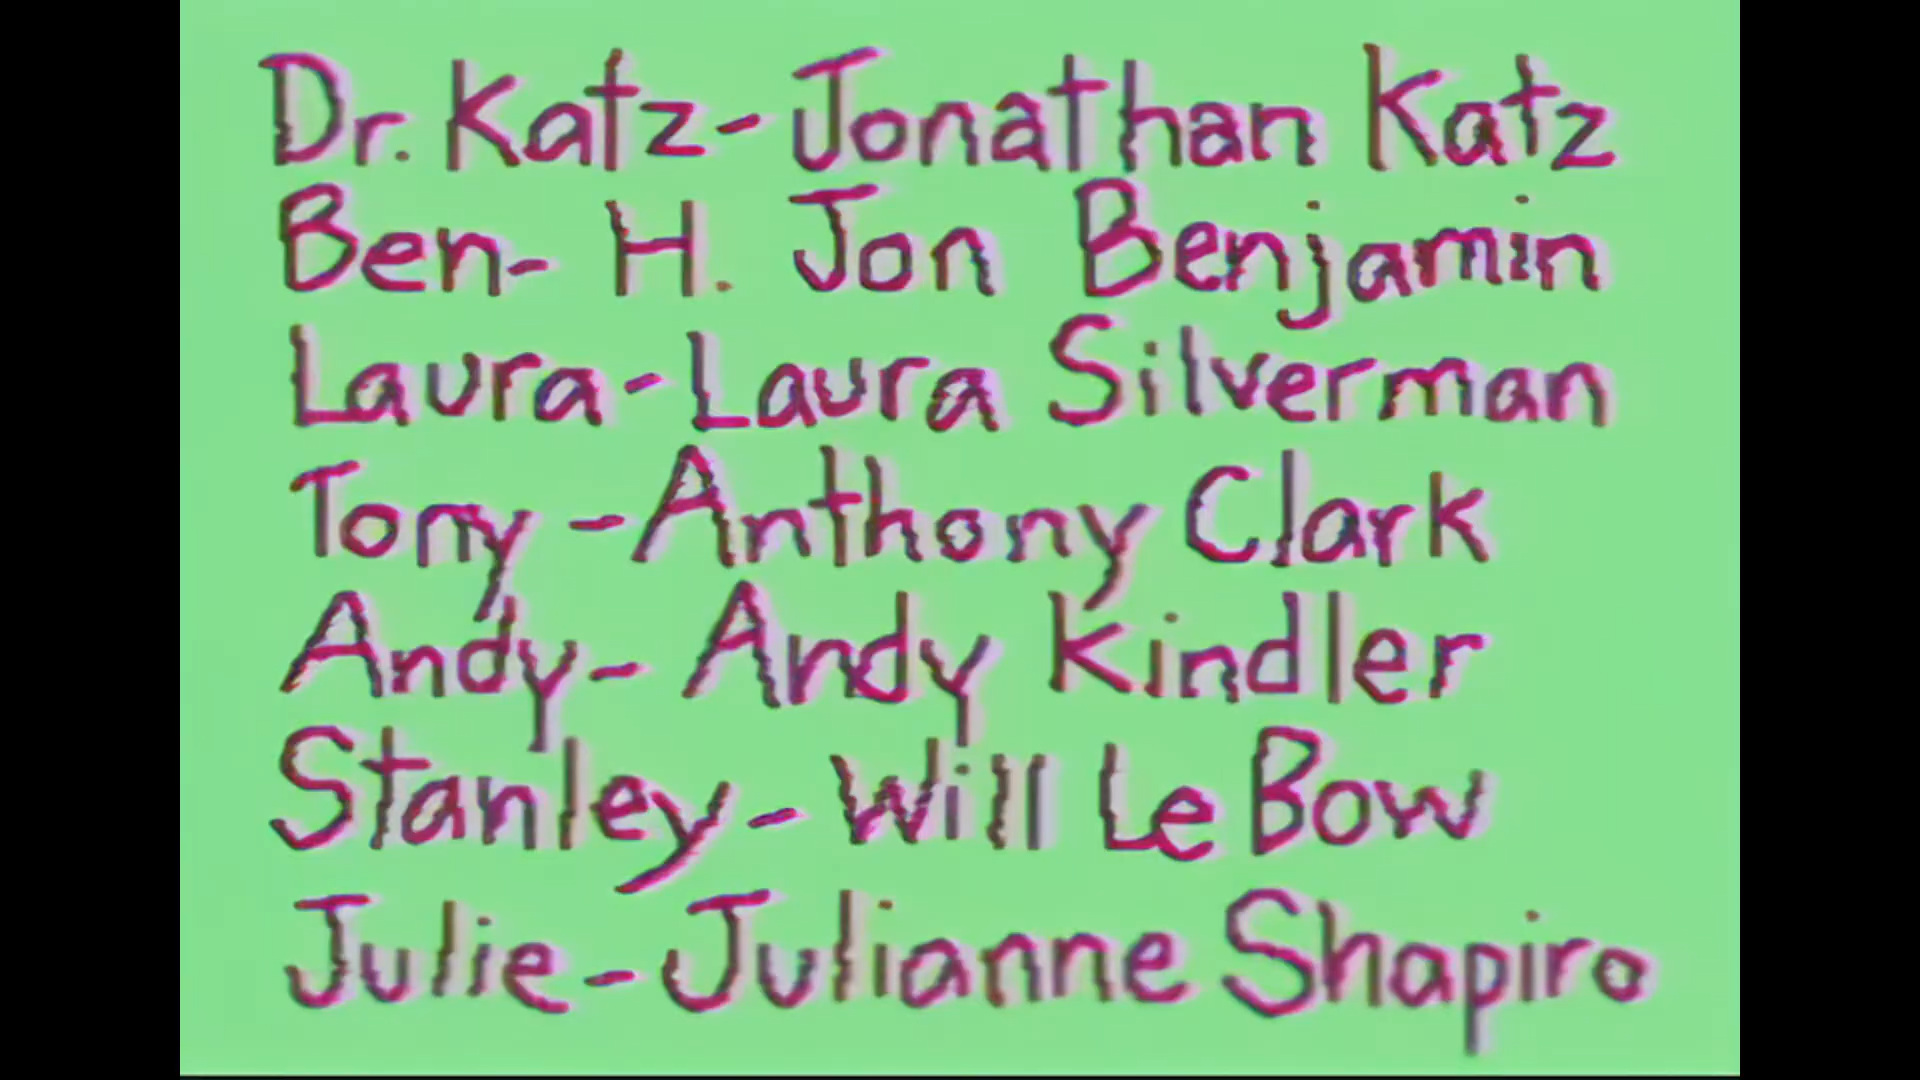 Dr. Katz - Jonathan Katz
Ben - H. Jon Benjamin
Laura - Laura Silverman
Tony - Anthony Clark
Andy - Andy Kindler
Stanley - Will Le Bow
Julie - Julianne Shapiro